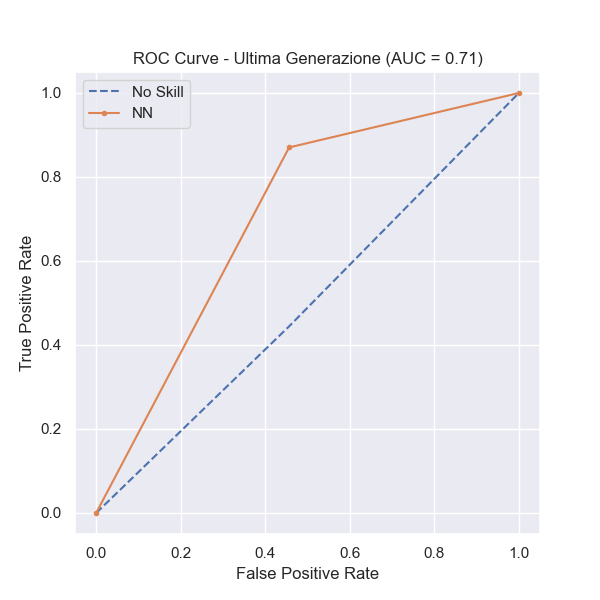 ROC Curve - Ultima Generazione (AUC = 0.71)
No Skill
NN
True Positive Rate
1.0
0.8
0.6
0.4
0.2
0.0
0.0 0.2 0.4 0.6 0.8 1.0
False Positive Rate